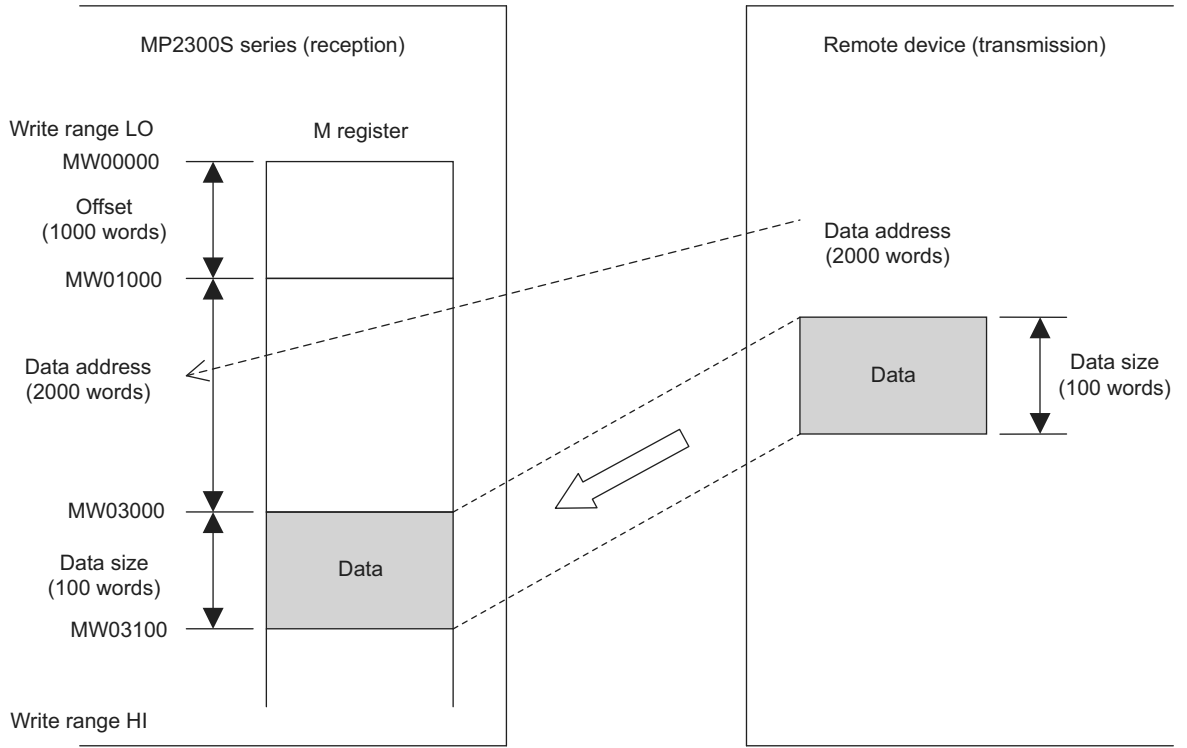 MP2300S series (reception)
Remote device (transmission)
Write range LO
M register
MW00000
Offset
(1000 words)
MW01000
Data address
(2000 words)
MW03000
Data size
(100 words)
Data
MW03100
Write range HI
Data address
(2000 words)
Data
Data size
(100 words)